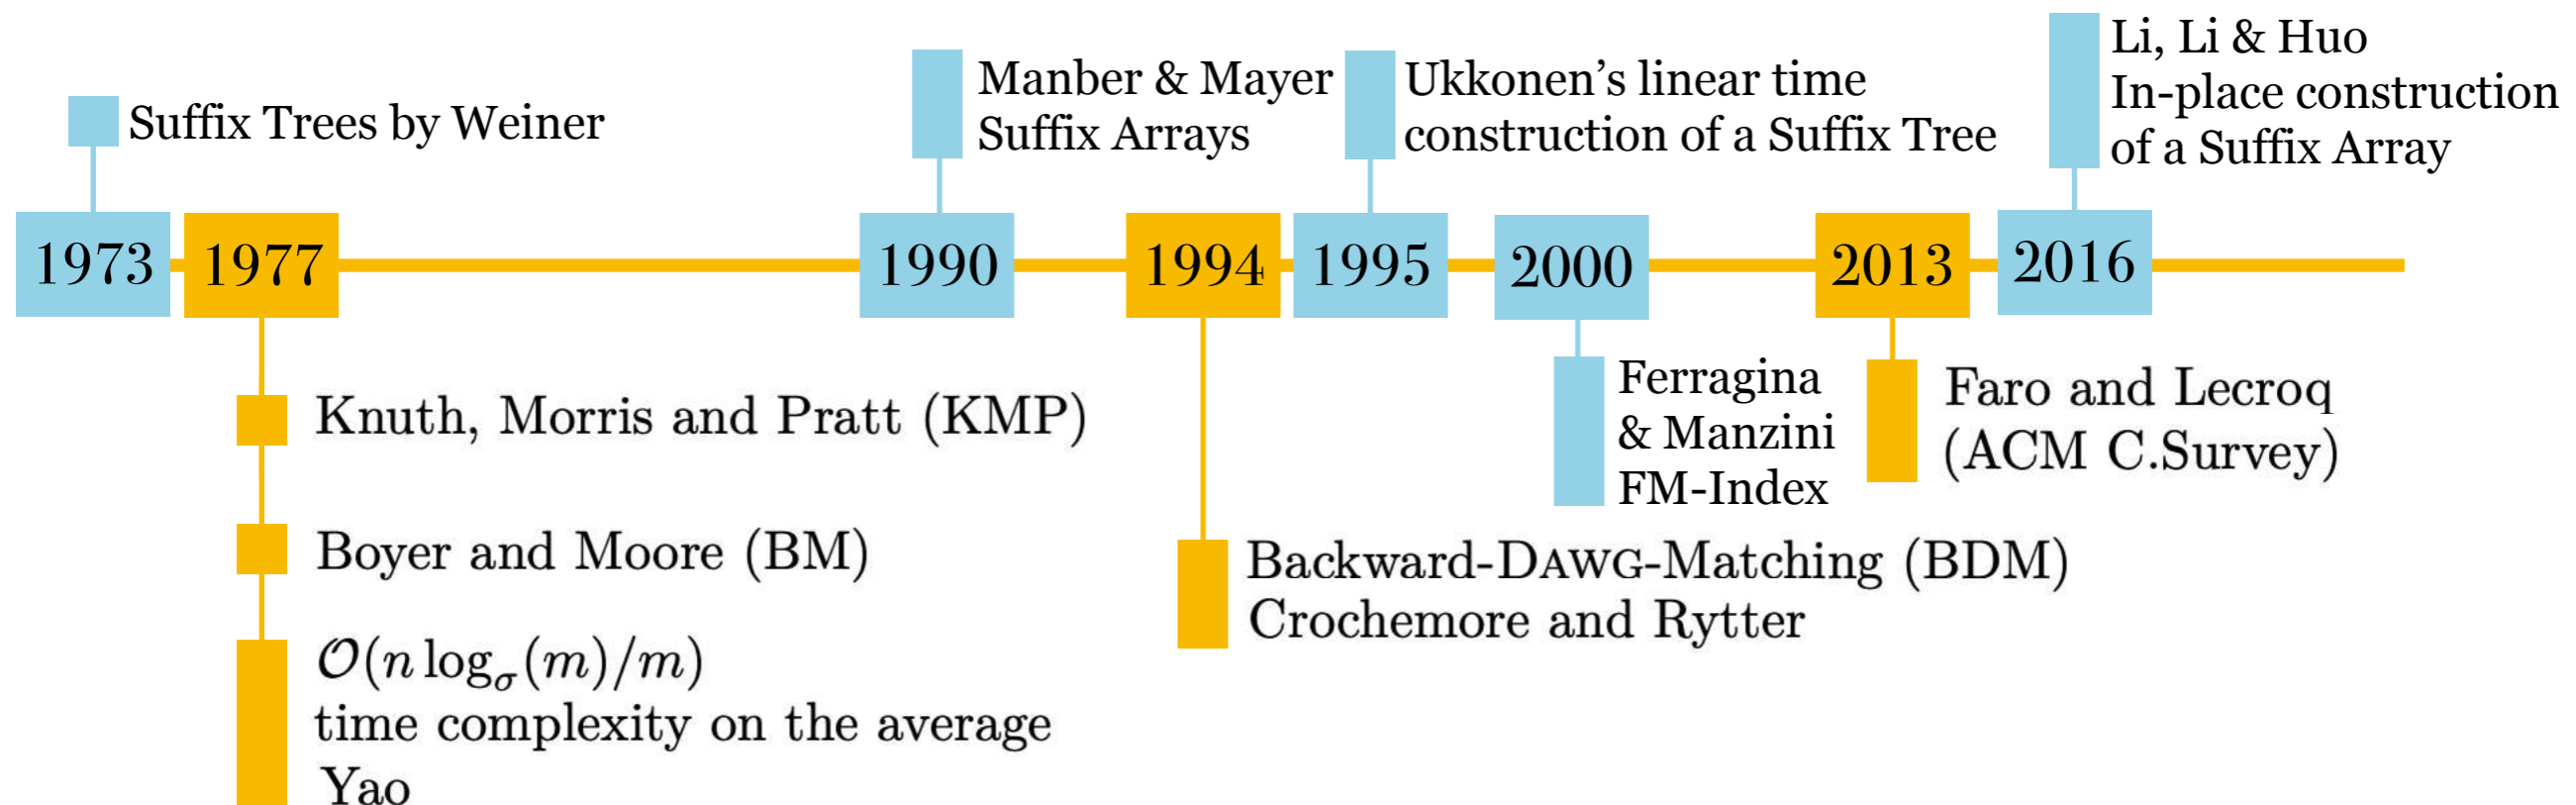 Suffix Trees by Weiner
Manber & Mayer
Suffix Arrays
Ukkonen’s linear time
construction of a Suffix Tree
Li, Li & Huo
In-place construction
of a Suffix Array
1973
1977
1990
1994
1995
2000
2013
2016
Knuth, Morris and Pratt (KMP)
Boyer and Moore (BM)
𝒪(n log_σ(m)/m)
time complexity on the average
Yao
Backward-DAWG-Matching (BDM)
Crochemore and Rytter
Ferragina
& Manzini
FM-Index
Faro and Lecroq
(ACM C.Survey)